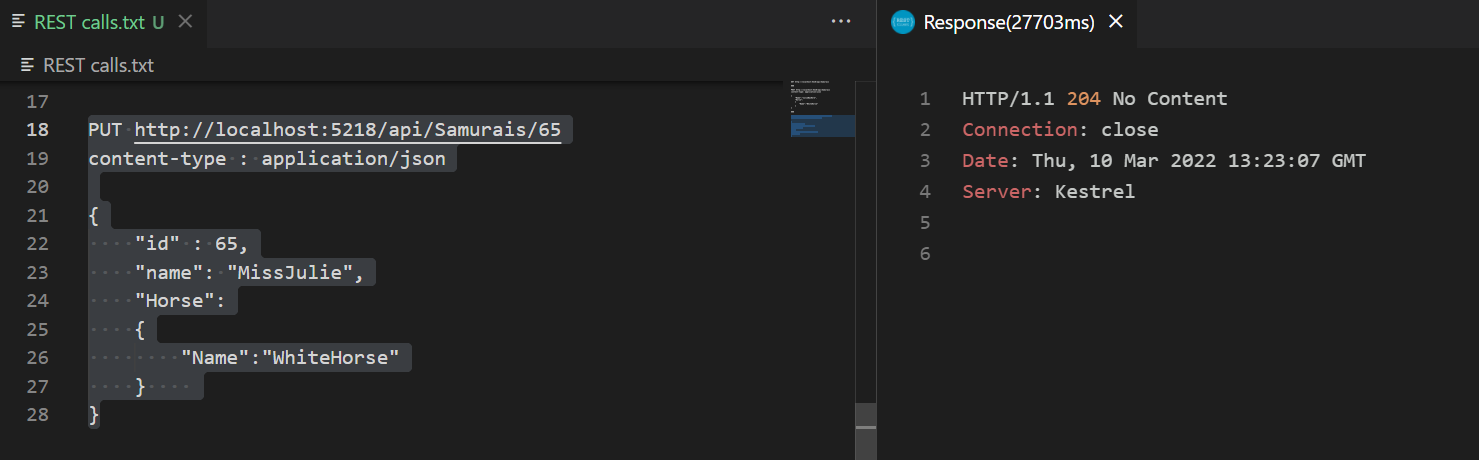 REST calls.txt U
REST calls.txt
17
18 PUT http://localhost:5218/api/Samurais/65
19 content-type : application/json
20
21 {
22 "id" : 65,
23 "name": "MissJulie",
24 "Horse":
25 {
26 "Name":"WhiteHorse"
27 }
28 }
Response(27703ms)
1 HTTP/1.1 204 No Content
2 Connection: close
3 Date: Thu, 10 Mar 2022 13:23:07 GMT
4 Server: Kestrel
5
6